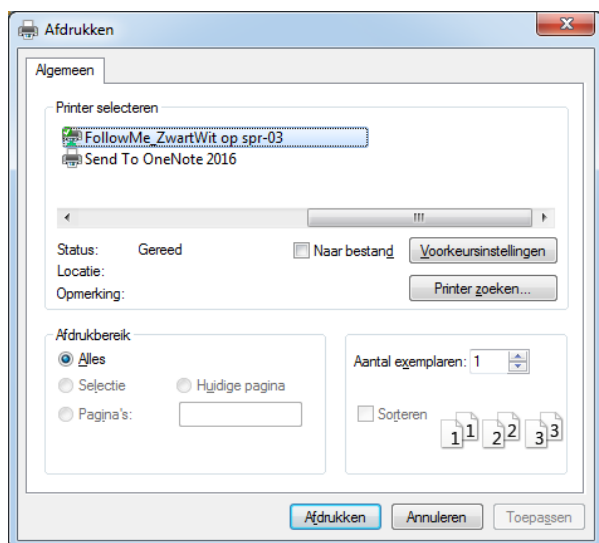 Afdrukken
Algemeen
Printer selecteren
FollowMe_ZwartWit op spr-03
Send To OneNote 2016
Status: Gereed
Naar bestand
Voorkeursinstellingen
Locatie:
Opmerking:
Printer zoeken...
Afdrukbereik
Alles
Selectie
Huidige pagina
Pagina's:
Aantal exemplaren: 1
Sorteren
1 1 2 2 3 3
Afdrukken
Annuleren
Toepassen